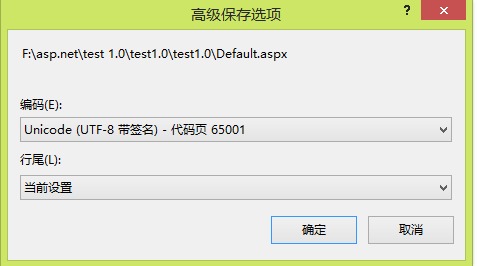 高级保存选项
?
×
F:\asp.net\test 1.0\test1.0\test1.0\Default.aspx
编码(E):
Unicode (UTF-8 带签名) - 代码页 65001
行尾(L):
当前设置
确定
取消